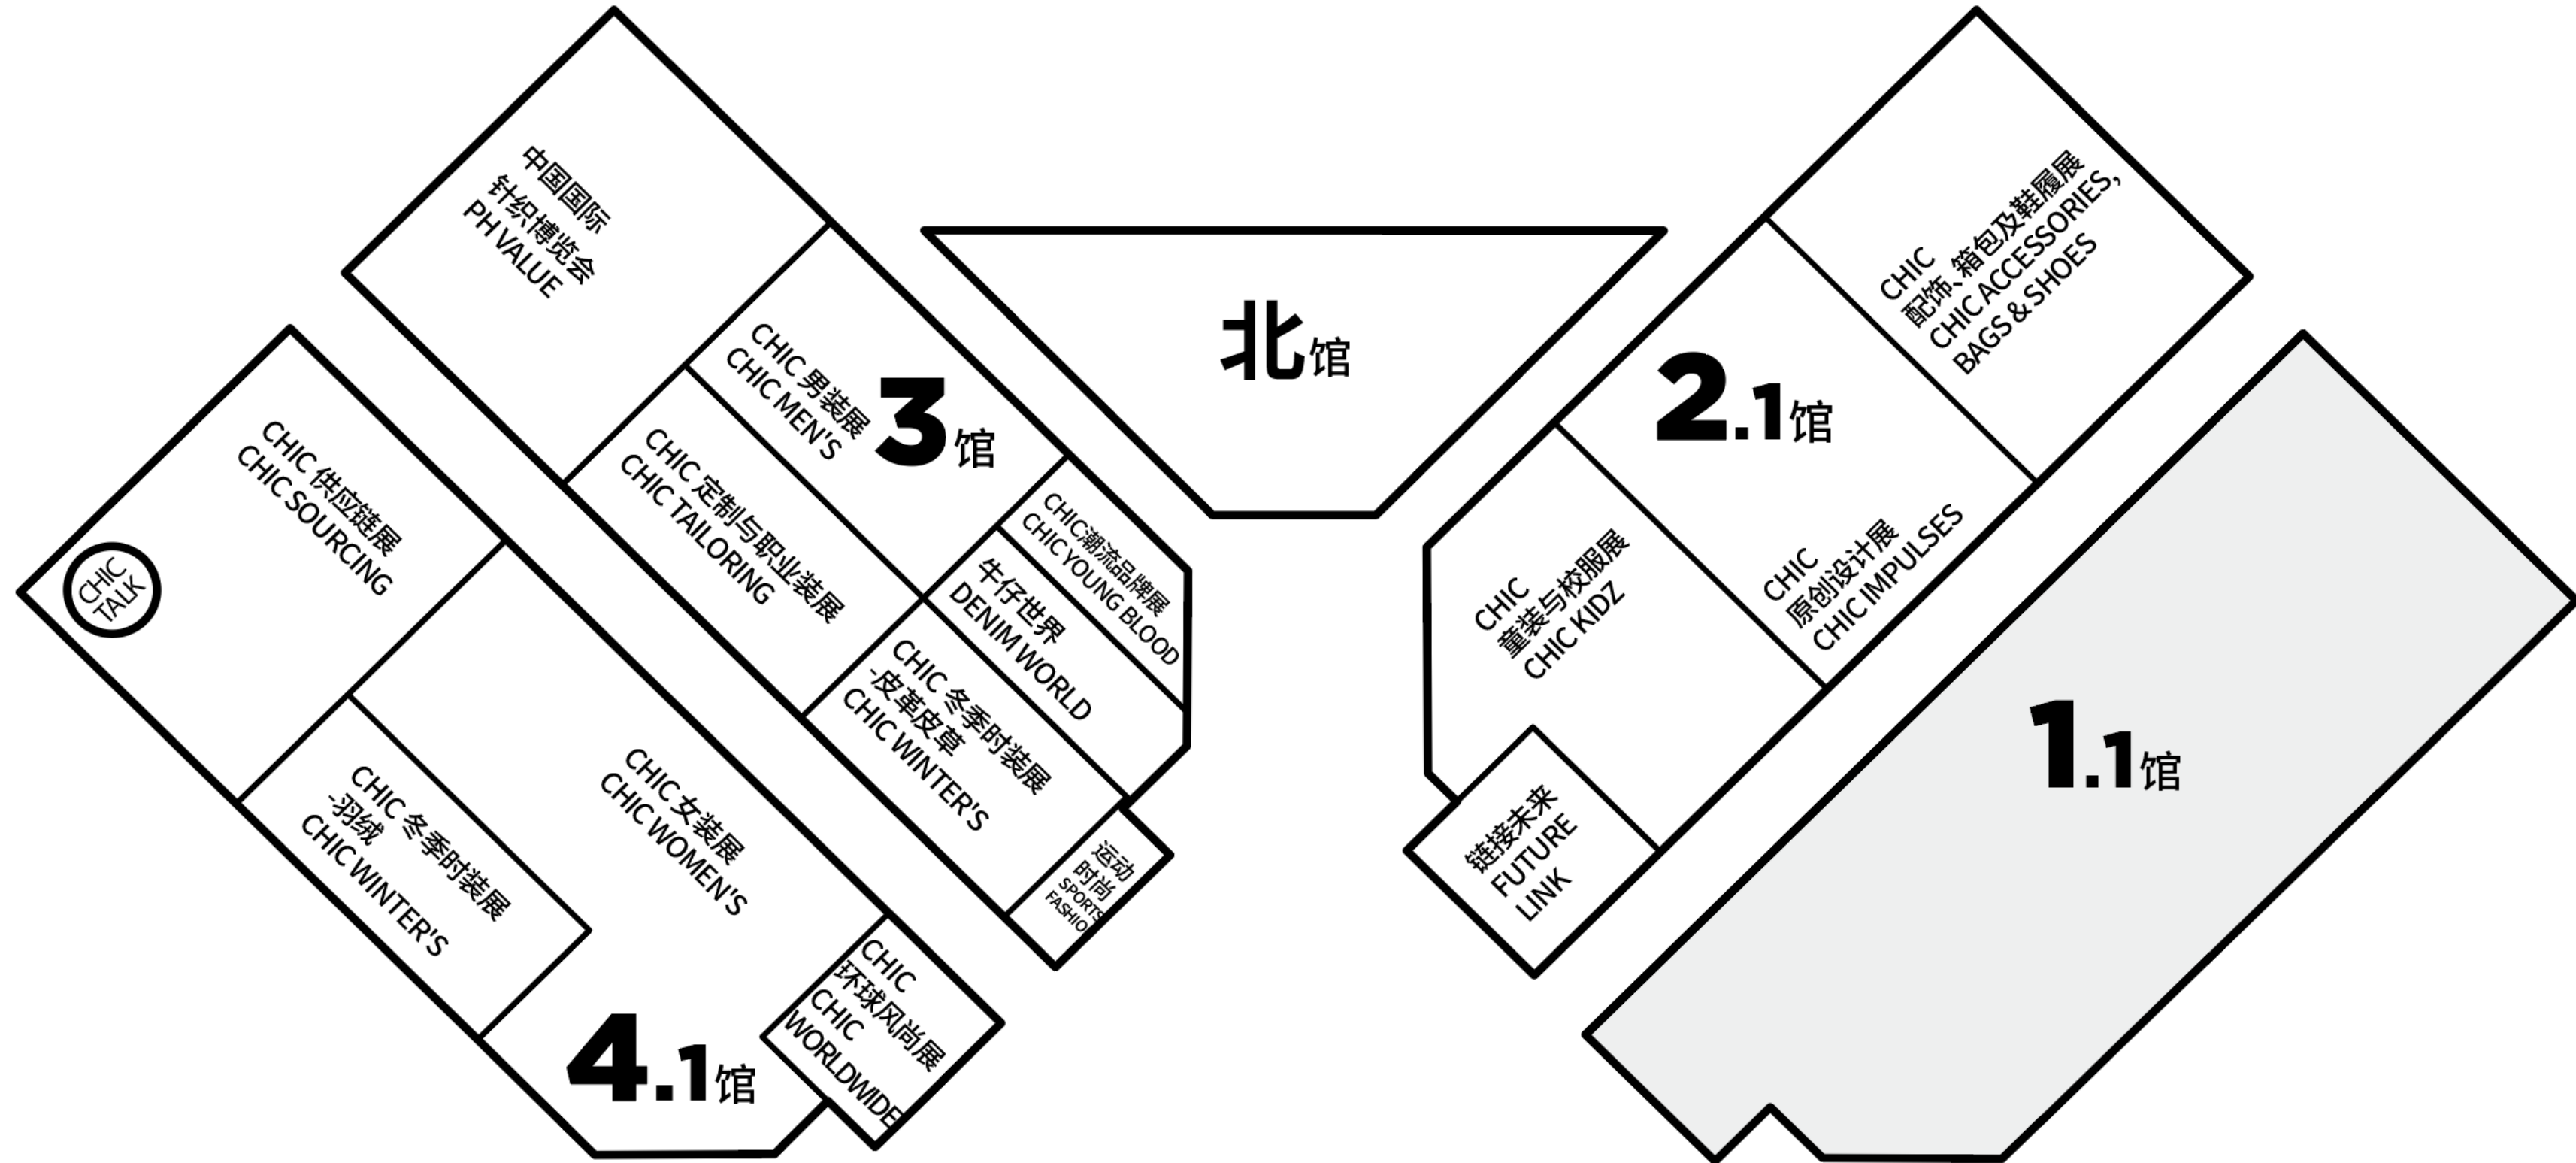 中国国际
针织博览会
PH VALUE
CHIC 男装展
CHIC MEN'S
3馆
CHIC 定制与职业装展
CHIC TAILORING
CHIC潮流品牌展
CHIC YOUNG BLOOD
牛仔世界
DENIM WORLD
CHIC 冬季时装展
-皮革皮草
CHIC WINTER'S
运动
时尚
SPORTS
FASHIO
CHIC 供应链展
CHIC SOURCING
CHIC
TALK
CHIC 冬季时装展
-羽绒
CHIC WINTER'S
CHIC 女装展
CHIC WOMEN'S
4.1馆
CHIC
环球风尚展
CHIC
CHIC
WORLDWIDE
北馆
CHIC
配饰、箱包及鞋履展
CHIC ACCESSORIES,
BAGS & SHOES
2.1馆
CHIC
原创设计展
CHIC IMPULSES
CHIC
童装与校服展
CHIC KIDZ
链接未来
FUTURE
LINK
1.1馆